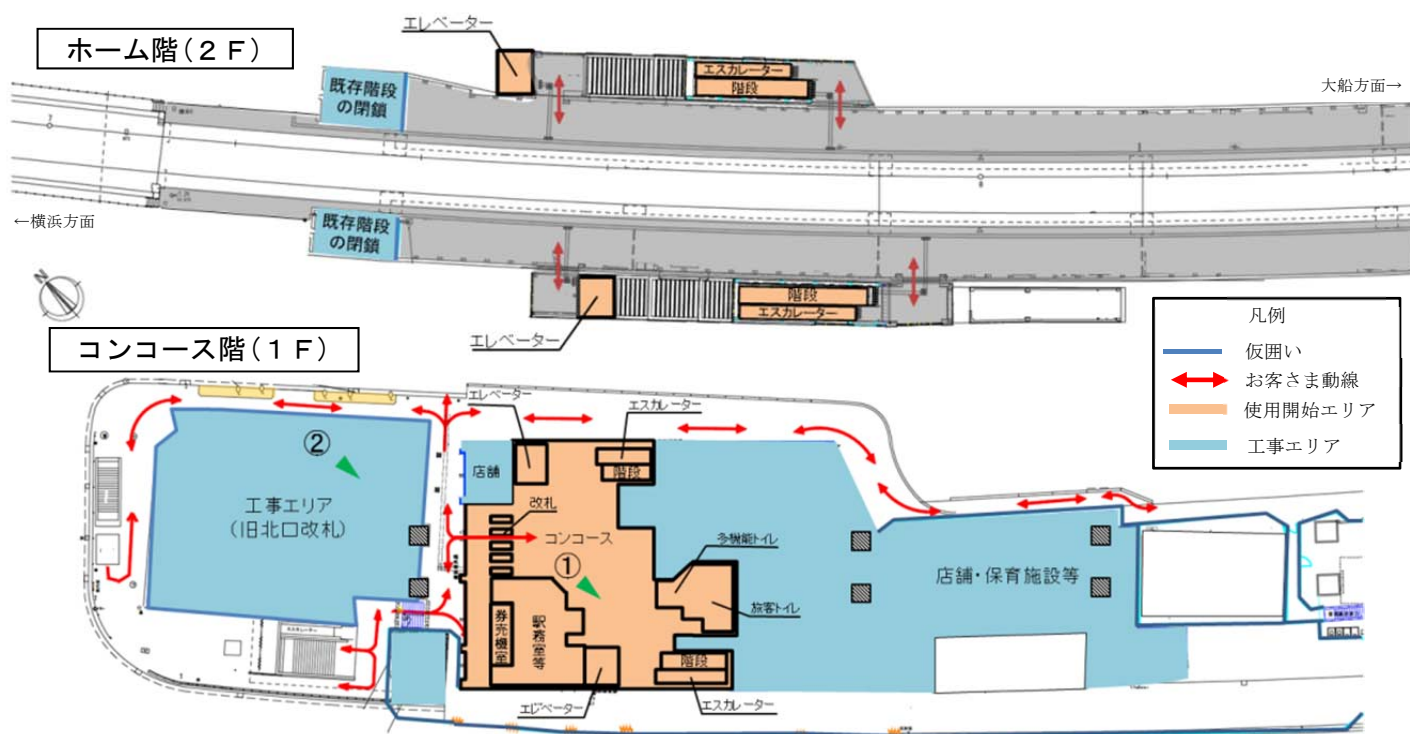 ホーム階(２Ｆ)
エレベーター
エスカレーター
階段
大船方面→
既存階段
の閉鎖
←横浜方面
既存階段
の閉鎖
N
階段
エスカレーター
エレベーター
コンコース階(１Ｆ)
凡例
仮囲い
お客さま動線
使用開始エリア
工事エリア
エレベーター
エスカレーター
階段
店舗
②
改札
工事エリア
(旧北口改札)
コンコース
多機能トイレ
①
店舗・保育施設等
旅客トイレ
券売機室
駅務室等
階段
エレベーター
エスカレーター